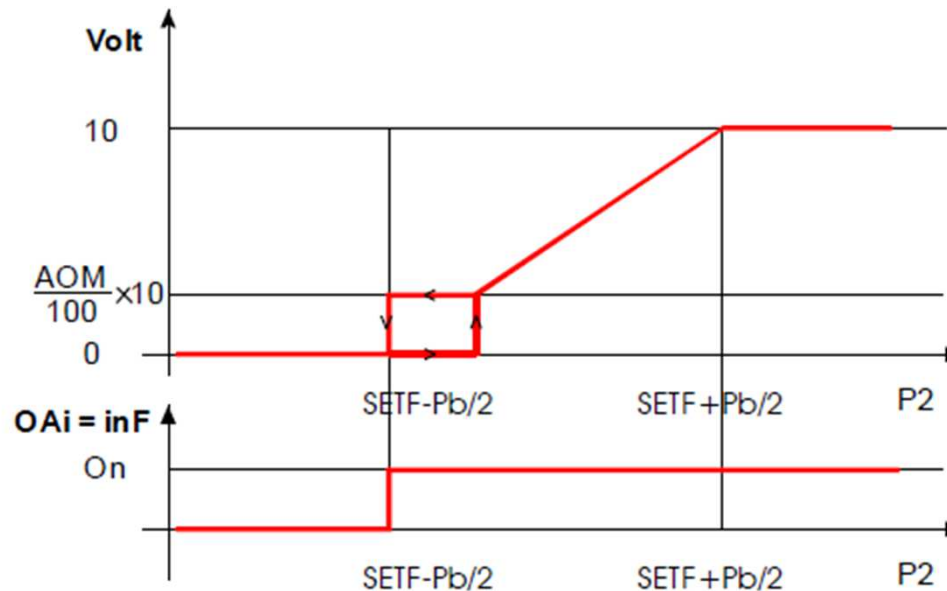 Volt
10
AOM
100
×10
0
SETF-Pb/2 SETF+Pb/2 P2
OAi = inF
On
SETF-Pb/2 SETF+Pb/2 P2